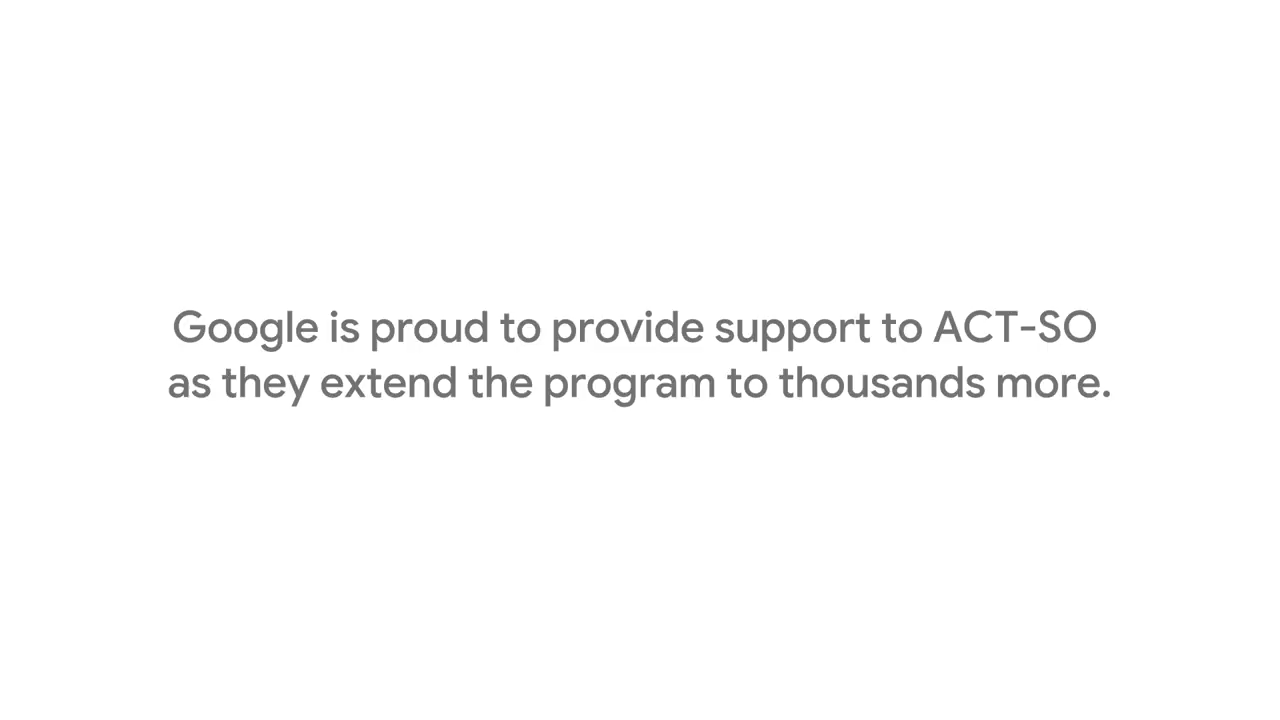 Google is proud to provide support to ACT-SO
as they extend the program to thousands more.